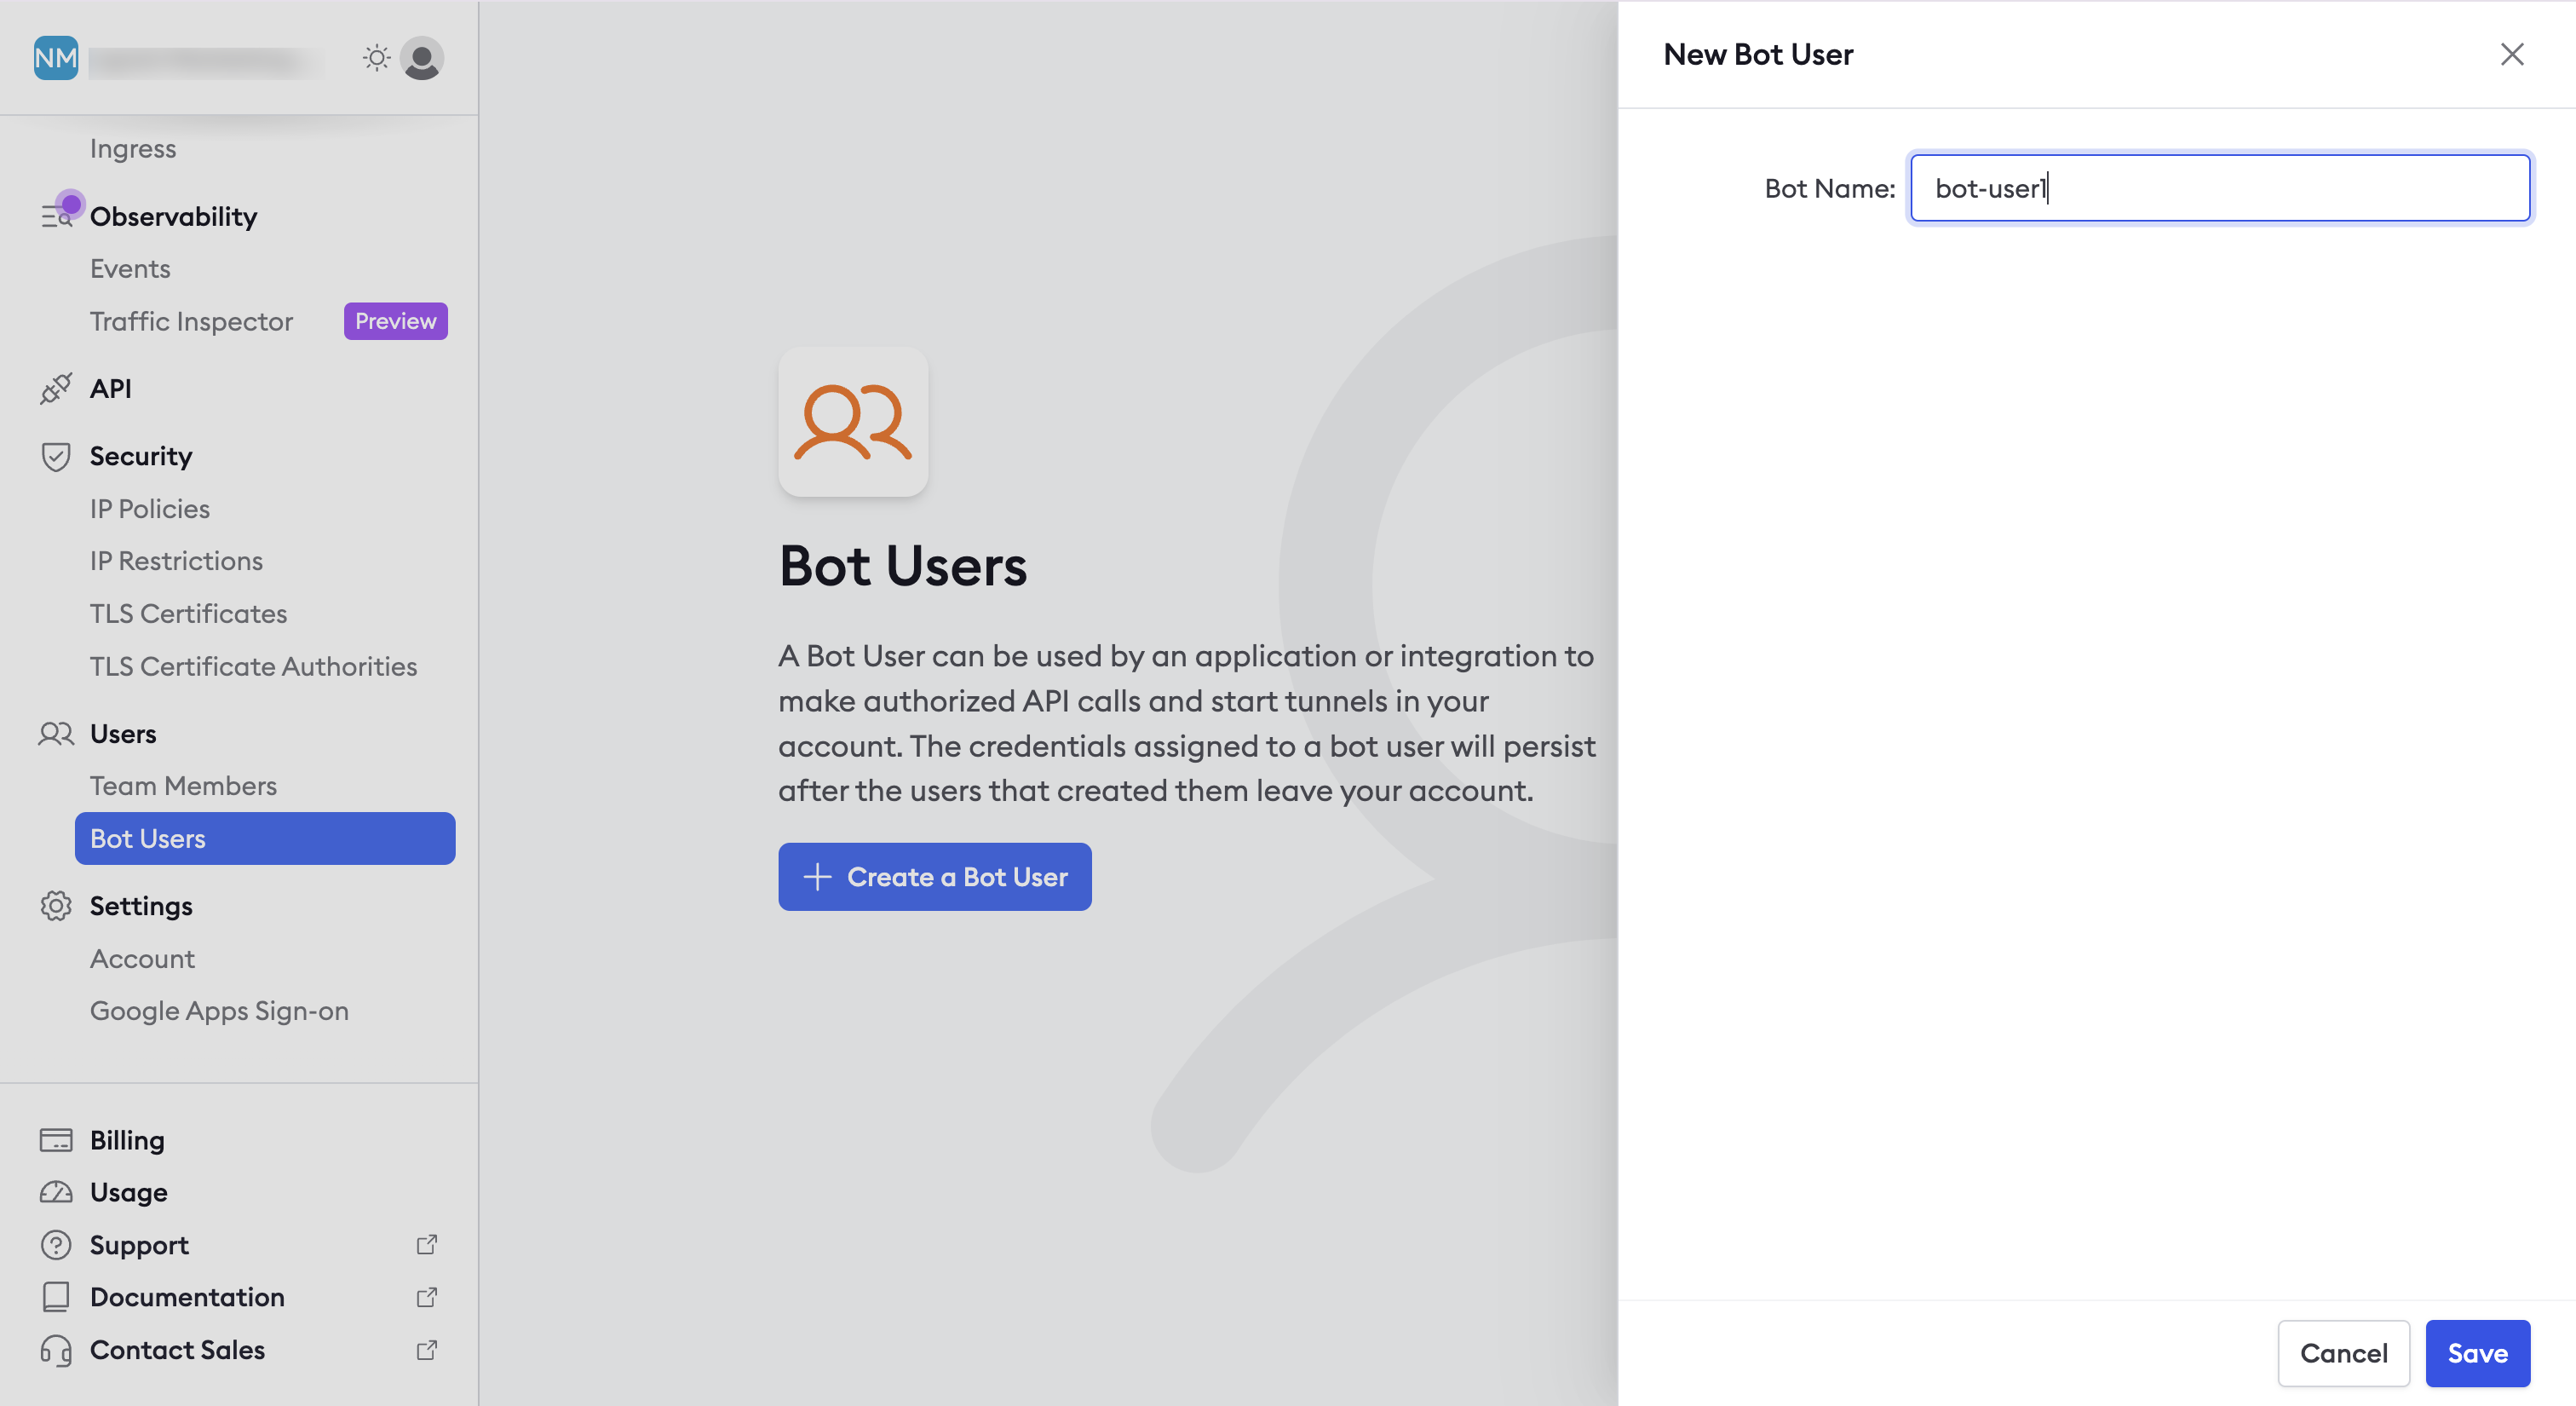 NM
Ingress
Observability
Events
Traffic Inspector
Preview
API
Security
IP Policies
IP Restrictions
TLS Certificates
TLS Certificate Authorities
Users
Team Members
Bot Users
Settings
Account
Google Apps Sign-on
Billing
Usage
Support
Documentation
Contact Sales
Bot Users
A Bot User can be used by an application or integration to
make authorized API calls and start tunnels in your
account. The credentials assigned to a bot user will persist
after the users that created them leave your account.
Create a Bot User
New Bot User
Bot Name:
bot-user1
Cancel
Save